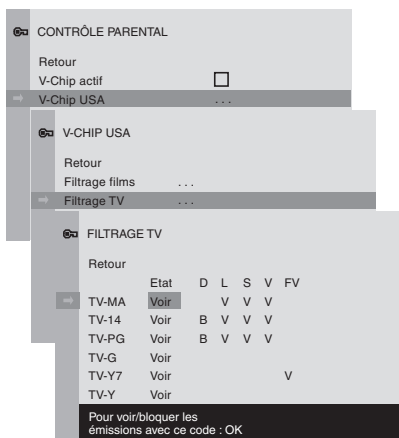 CONTRÔLE PARENTAL
Retour
V-Chip actif
V-Chip USA . . .
V-CHIP USA
Retour
Filtrage films . . .
Filtrage TV . . .
FILTRAGE TV
Retour
Etat D L S V FV
TV-MA Voir V V V
TV-14 Voir B V V V
TV-PG Voir B V V V
TV-G Voir
TV-Y7 Voir V
TV-Y Voir
Pour voir/bloquer les
émissions avec ce code : OK